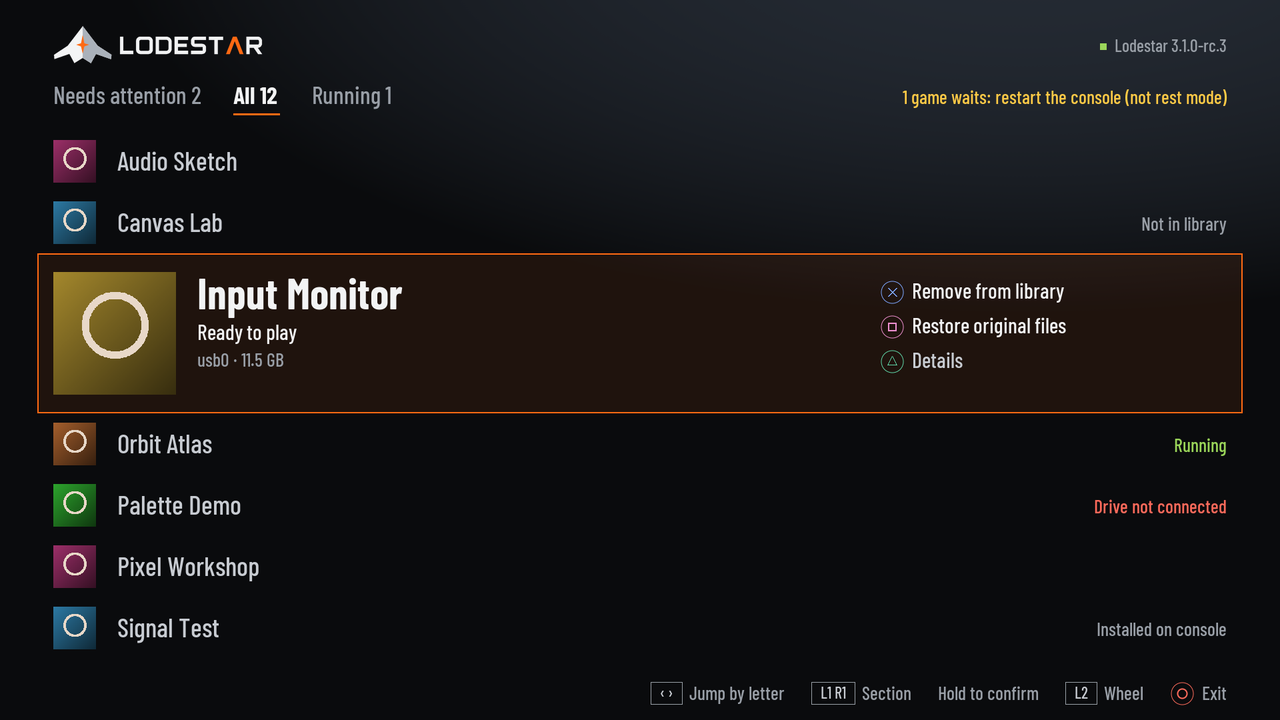 LODESTAR
Lodestar 3.1.0-rc.3
Needs attention 2
All 12
Running 1
1 game waits: restart the console (not rest mode)
Audio Sketch
Canvas Lab
Not in library
Input Monitor
Ready to play
usb0 · 11.5 GB
Remove from library
Restore original files
Details
Orbit Atlas
Running
Palette Demo
Drive not connected
Pixel Workshop
Signal Test
Installed on console
‹ › Jump by letter
L1 R1 Section
Hold to confirm
L2 Wheel
Exit